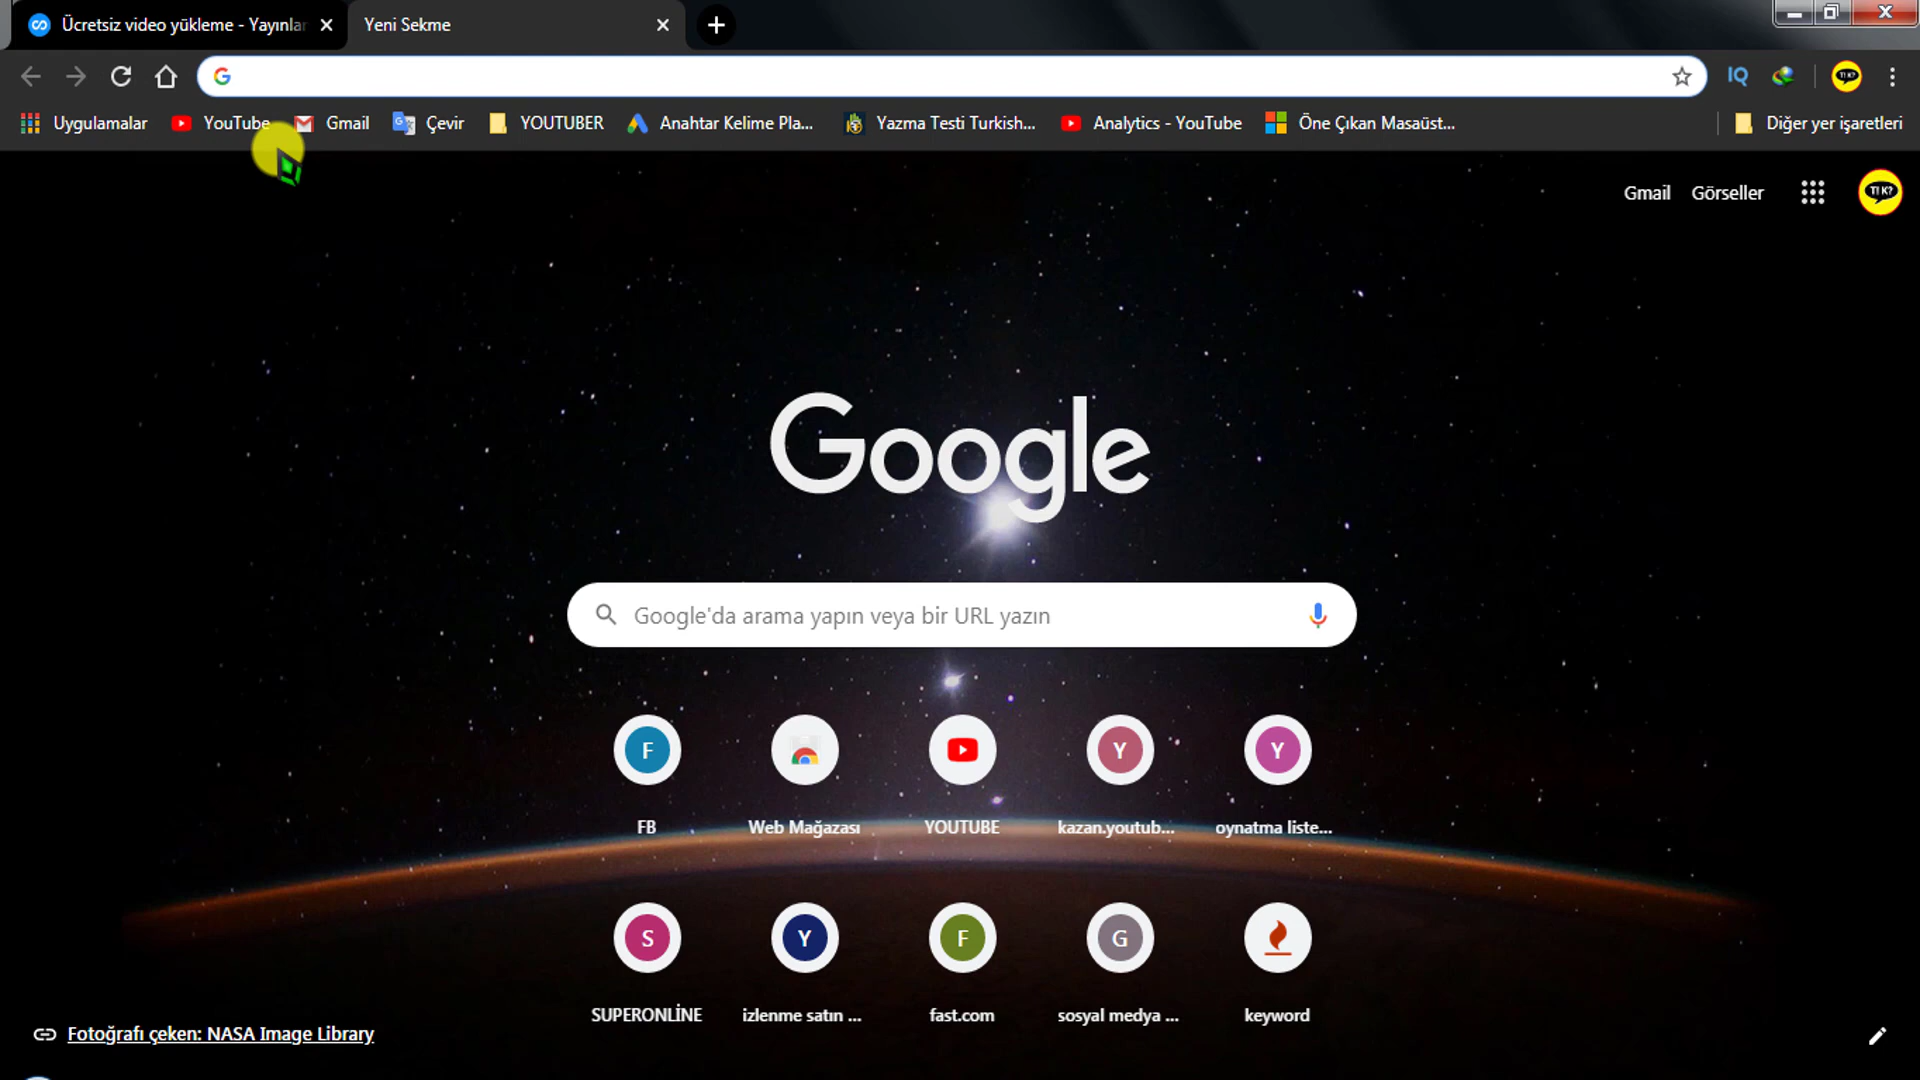 Ücretsiz video yükleme - Yayınlar
Yeni Sekme
IQ
TI K?
Uygulamalar
YouTube
Gmail
Çevir
YOUTUBER
Anahtar Kelime Pla...
Yazma Testi Turkish...
Analytics - YouTube
Öne Çıkan Masaüst...
Diğer yer işaretleri
Gmail
Görseller
TI K?
Google
Google'da arama yapın veya bir URL yazın
F
Y
Y
FB
Web Mağazası
YOUTUBE
kazan.youtub...
oynatma liste...
S
Y
F
G
SUPERONLİNE
izlenme satın ...
fast.com
sosyal medya ...
keyword
Fotoğrafı çeken: NASA Image Library